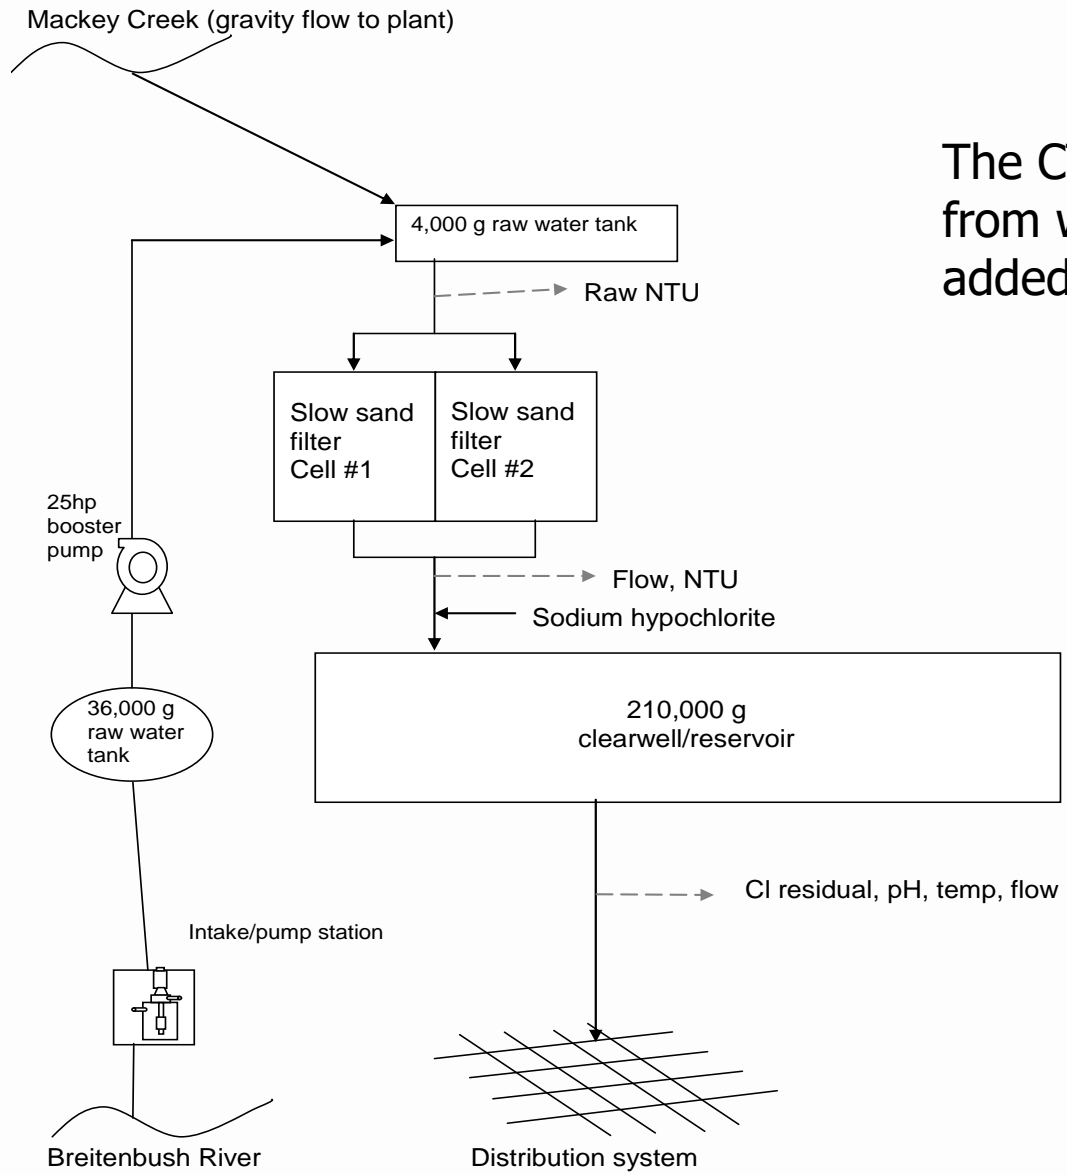 Mackey Creek (gravity flow to plant)
The
from
added
4,000 g raw water tank
Raw NTU
Slow sand
filter
Cell #1
Slow sand
filter
Cell #2
25hp
booster
pump
Flow, NTU
Sodium hypochlorite
36,000 g
raw water
tank
210,000 g
clearwell/reservoir
Cl residual, pH, temp, flow
Intake/pump station
Breitenbush River
Distribution system